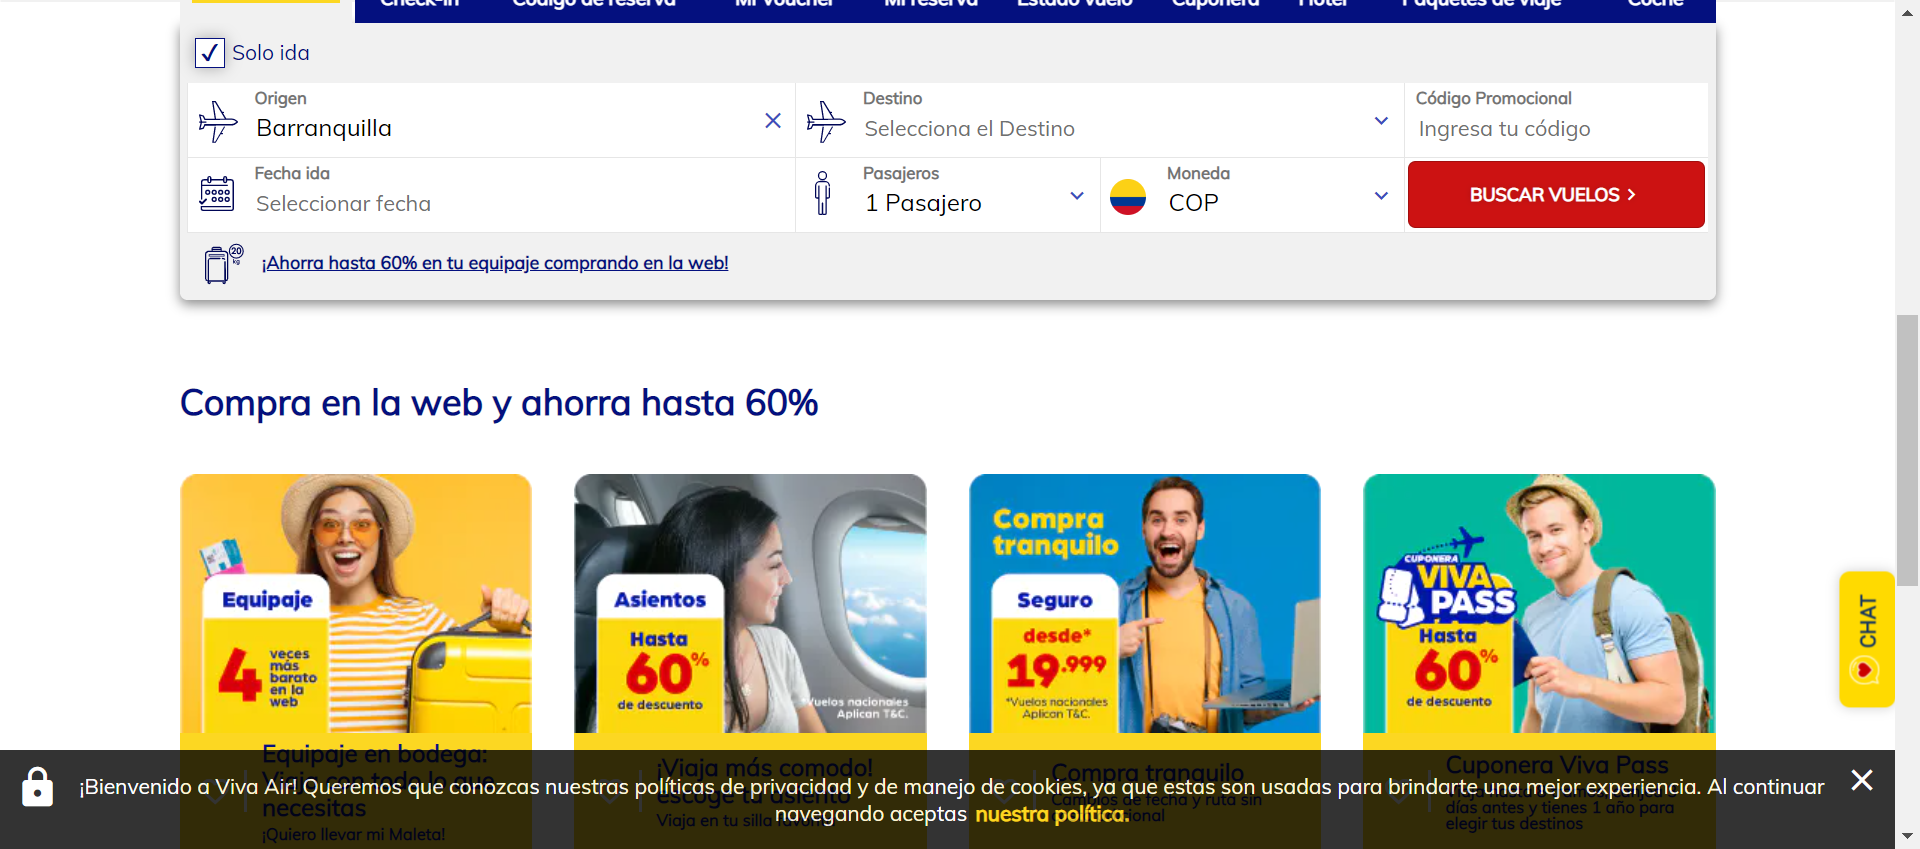 Check-in Código de reserva Mi voucher Mi reserva Estado vuelo Cuponera Hotel Paquetes de viaje Coche
Solo ida
Origen
Barranquilla
Destino
Selecciona el Destino
Código Promocional
Ingresa tu código
Fecha ida
Seleccionar fecha
Pasajeros
1 Pasajero
Moneda
COP
BUSCAR VUELOS >
20
kg
¡Ahorra hasta 60% en tu equipaje comprando en la web!
Compra en la web y ahorra hasta 60%
Equipaje
4 veces
más
barato
en la
web
Asientos
Hasta
60%
de descuento
*Vuelos nacionales
Aplican T&C.
Compra
tranquilo
Seguro
desde*
19.999
*Vuelos nacionales
Aplican T&C.
CUPONERA
VIVA
PASS
Hasta
60%
de descuento
CHAT
Equipaje en bodega:
Viaja con todo lo que
necesitas
¡Quiero llevar mi Maleta!
¡Viaja más comodo!
escoge tu asiento
Viaja en tu silla
Compra tranquilo
Cambios de fecha y ruta sin
Cuponera Viva Pass
días antes y tienes 1 año para
elegir tus destinos
¡Bienvenido a Viva Air! Queremos que conozcas nuestras políticas de privacidad y de manejo de cookies, ya que estas son usadas para brindarte una mejor experiencia. Al continuar
navegando aceptas nuestra política.